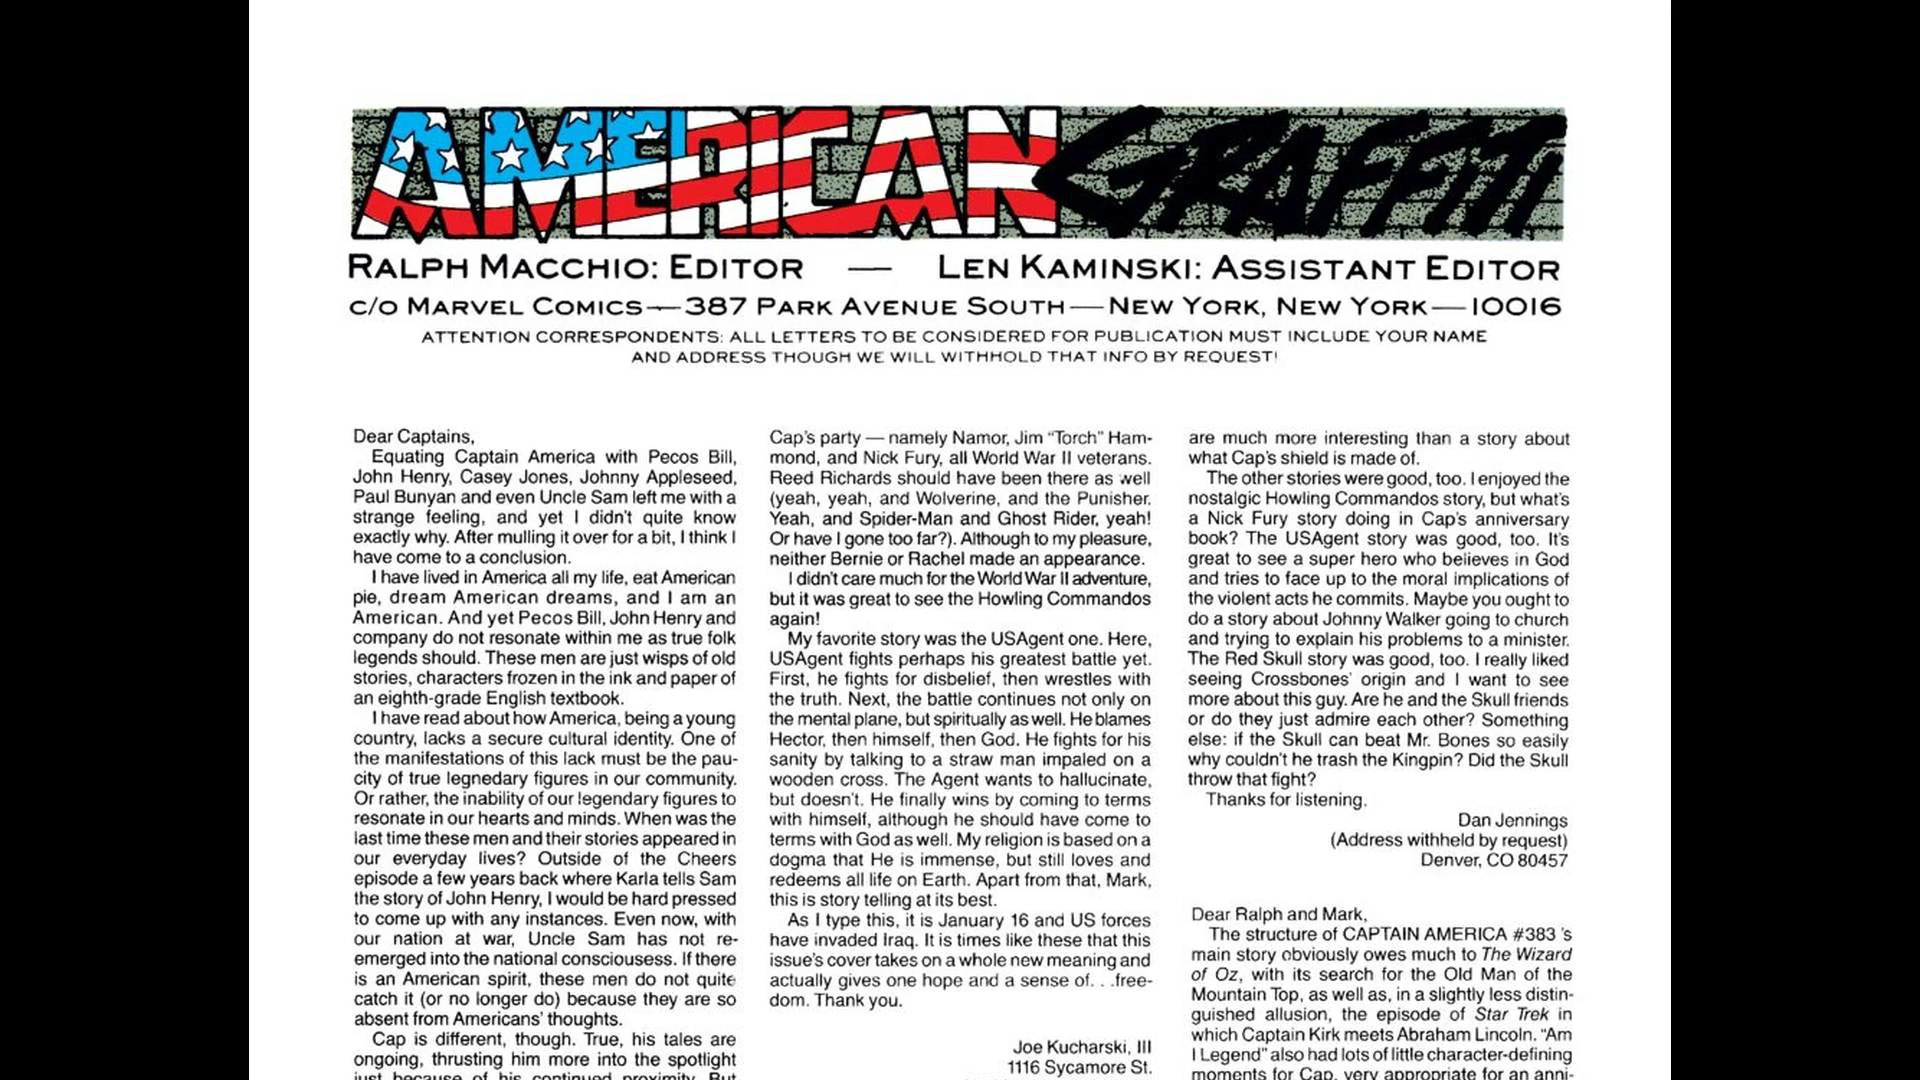 AMERICAN GRAFFITI
RALPH MACCHIO: EDITOR — LEN KAMINSKI: ASSISTANT EDITOR
C/O MARVEL COMICS—387 PARK AVENUE SOUTH—NEW YORK, NEW YORK—10016
ATTENTION CORRESPONDENTS: ALL LETTERS TO BE CONSIDERED FOR PUBLICATION MUST INCLUDE YOUR NAME
AND ADDRESS THOUGH WE WILL WITHHOLD THAT INFO BY REQUEST!
Dear Captains,
Equating Captain America with Pecos Bill,
John Henry, Casey Jones, Johnny Appleseed,
Paul Bunyan and even Uncle Sam left me with a
strange feeling, and yet I didn't quite know
exactly why. After mulling it over for a bit, I think I
have come to a conclusion.
I have lived in America all my life, eat American
pie, dream American dreams, and I am an
American. And yet Pecos Bill, John Henry and
company do not resonate within me as true folk
legends should. These men are just wisps of old
stories, characters frozen in the ink and paper of
an eighth-grade English textbook.
I have read about how America, being a young
country, lacks a secure cultural identity. One of
the manifestations of this lack must be the pau-
city of true legnedary figures in our community.
Or rather, the inability of our legendary figures to
resonate in our hearts and minds. When was the
last time these men and their stories appeared in
our everyday lives? Outside of the Cheers
episode a few years back where Karla tells Sam
the story of John Henry, I would be hard pressed
to come up with any instances. Even now, with
our nation at war, Uncle Sam has not re-
emerged into the national consciousess. If there
is an American spirit, these men do not quite
catch it (or no longer do) because they are so
absent from Americans' thoughts.
Cap is different, though. True, his tales are
ongoing, thrusting him more into the spotlight
just because of his continued proximity. But
Cap's party — namely Namor, Jim "Torch" Ham-
mond, and Nick Fury, all World War II veterans.
Reed Richards should have been there as well
(yeah, yeah, and Wolverine, and the Punisher.
Yeah, and Spider-Man and Ghost Rider, yeah!
Or have I gone too far?). Although to my pleasure,
neither Bernie or Rachel made an appearance.
I didn't care much for the World War II adventure,
but it was great to see the Howling Commandos
again!
My favorite story was the USAgent one. Here,
USAgent fights perhaps his greatest battle yet.
First, he fights for disbelief, then wrestles with
the truth. Next, the battle continues not only on
the mental plane, but spiritually as well. He blames
Hector, then himself, then God. He fights for his
sanity by talking to a straw man impaled on a
wooden cross. The Agent wants to hallucinate,
but doesn't. He finally wins by coming to terms
with himself, although he should have come to
terms with God as well. My religion is based on a
dogma that He is immense, but still loves and
redeems all life on Earth. Apart from that, Mark,
this is story telling at its best.
As I type this, it is January 16 and US forces
have invaded Iraq. It is times like these that this
issue's cover takes on a whole new meaning and
actually gives one hope and a sense of. . .free-
dom. Thank you.
Joe Kucharski, III
1116 Sycamore St.
are much more interesting than a story about
what Cap's shield is made of.
The other stories were good, too. I enjoyed the
nostalgic Howling Commandos story, but what's
a Nick Fury story doing in Cap's anniversary
book? The USAgent story was good, too. It's
great to see a super hero who believes in God
and tries to face up to the moral implications of
the violent acts he commits. Maybe you ought to
do a story about Johnny Walker going to church
and trying to explain his problems to a minister.
The Red Skull story was good, too. I really liked
seeing Crossbones' origin and I want to see
more about this guy. Are he and the Skull friends
or do they just admire each other? Something
else: if the Skull can beat Mr. Bones so easily
why couldn't he trash the Kingpin? Did the Skull
throw that fight?
Thanks for listening.
Dan Jennings
(Address withheld by request)
Denver, CO 80457
Dear Ralph and Mark,
The structure of CAPTAIN AMERICA #383 's
main story obviously owes much to The Wizard
of Oz, with its search for the Old Man of the
Mountain Top, as well as, in a slightly less distin-
guished allusion, the episode of Star Trek in
which Captain Kirk meets Abraham Lincoln. "Am
I Legend" also had lots of little character-defining
moments for Cap, very appropriate for an anni-